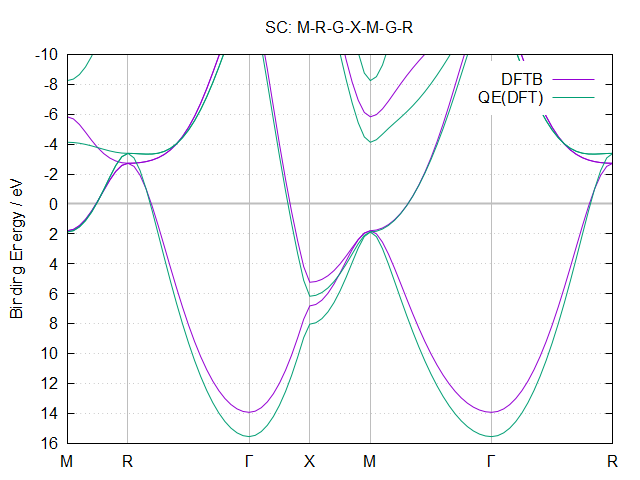 SC: M-R-G-X-M-G-R
DFTB
QE(DFT)
-10
-8
-6
-4
-2
0
2
4
6
8
10
12
14
16
Binding Energy / eV
M R Γ X M Γ R